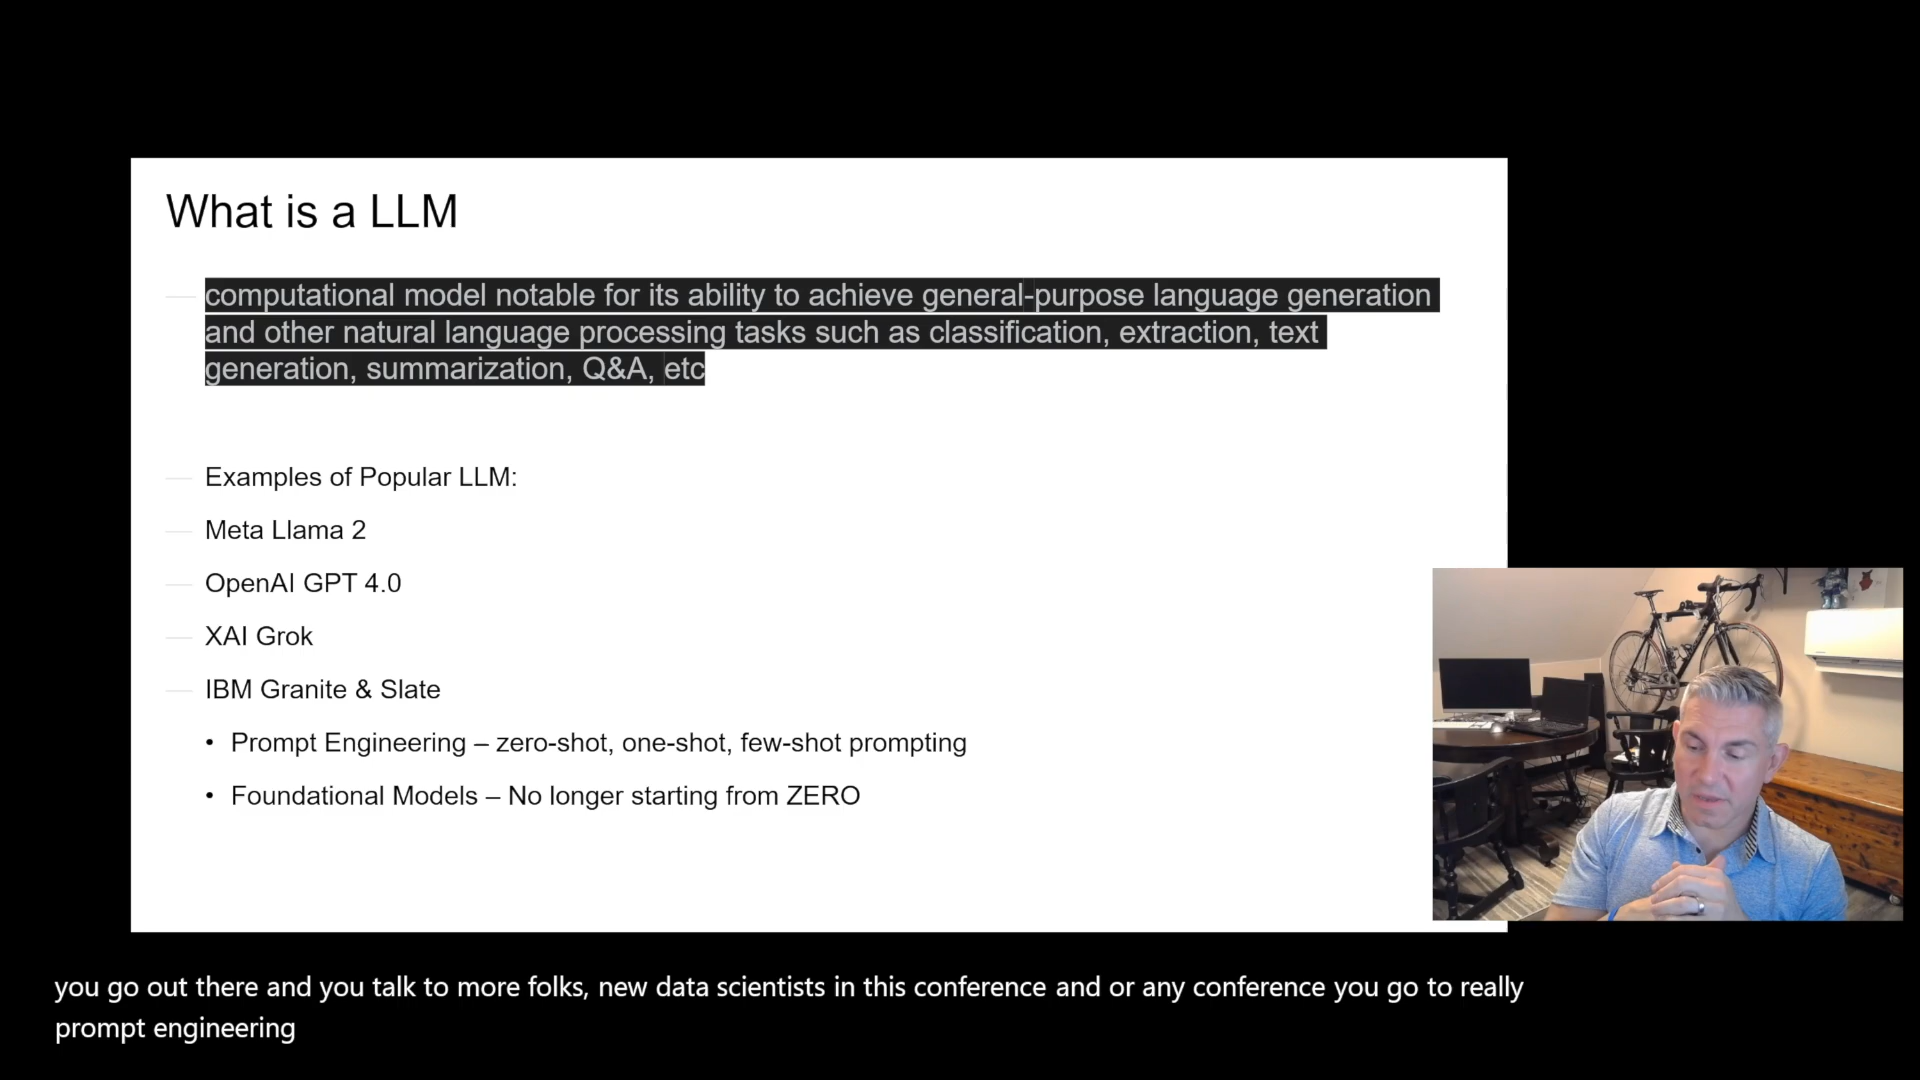 What is a LLM
computational model notable for its ability to achieve general-purpose language generation
and other natural language processing tasks such as classification, extraction, text
generation, summarization, Q&A, etc
Examples of Popular LLM:
Meta Llama 2
OpenAI GPT 4.0
XAI Grok
IBM Granite & Slate
• Prompt Engineering – zero-shot, one-shot, few-shot prompting
• Foundational Models – No longer starting from ZERO
you go out there and you talk to more folks, new data scientists in this conference and or any conference you go to really
prompt engineering